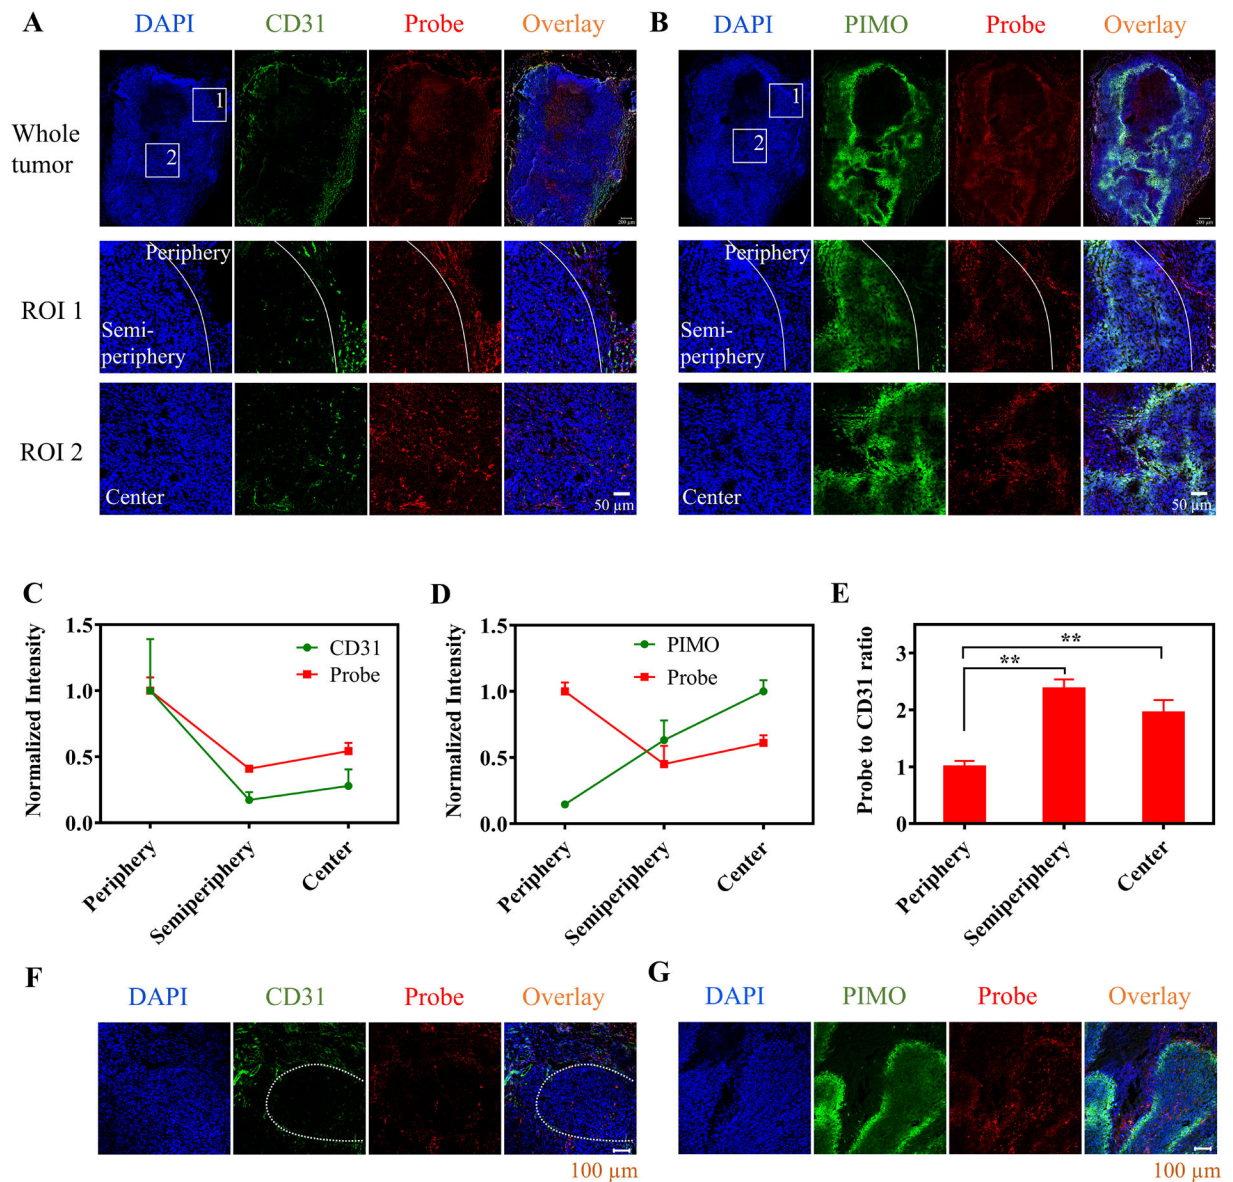 A DAPI CD31 Probe Overlay
B DAPI PIMO Probe Overlay
Whole
tumor
1
2
200 µm
1
2
200 µm
ROI 1
Periphery
Semi-
periphery
Periphery
Semi-
periphery
ROI 2
Center
50 µm
Center
50 µm
C
Normalized Intensity
1.5
1.0
0.5
0.0
CD31
Probe
Periphery
Semiperiphery
Center
D
Normalized Intensity
1.5
1.0
0.5
0.0
PIMO
Probe
Periphery
Semiperiphery
Center
E
Probe to CD31 ratio
3
2
1
0
**
**
Periphery
Semiperiphery
Center
F
DAPI CD31 Probe Overlay
100 µm
G
DAPI PIMO Probe Overlay
100 µm